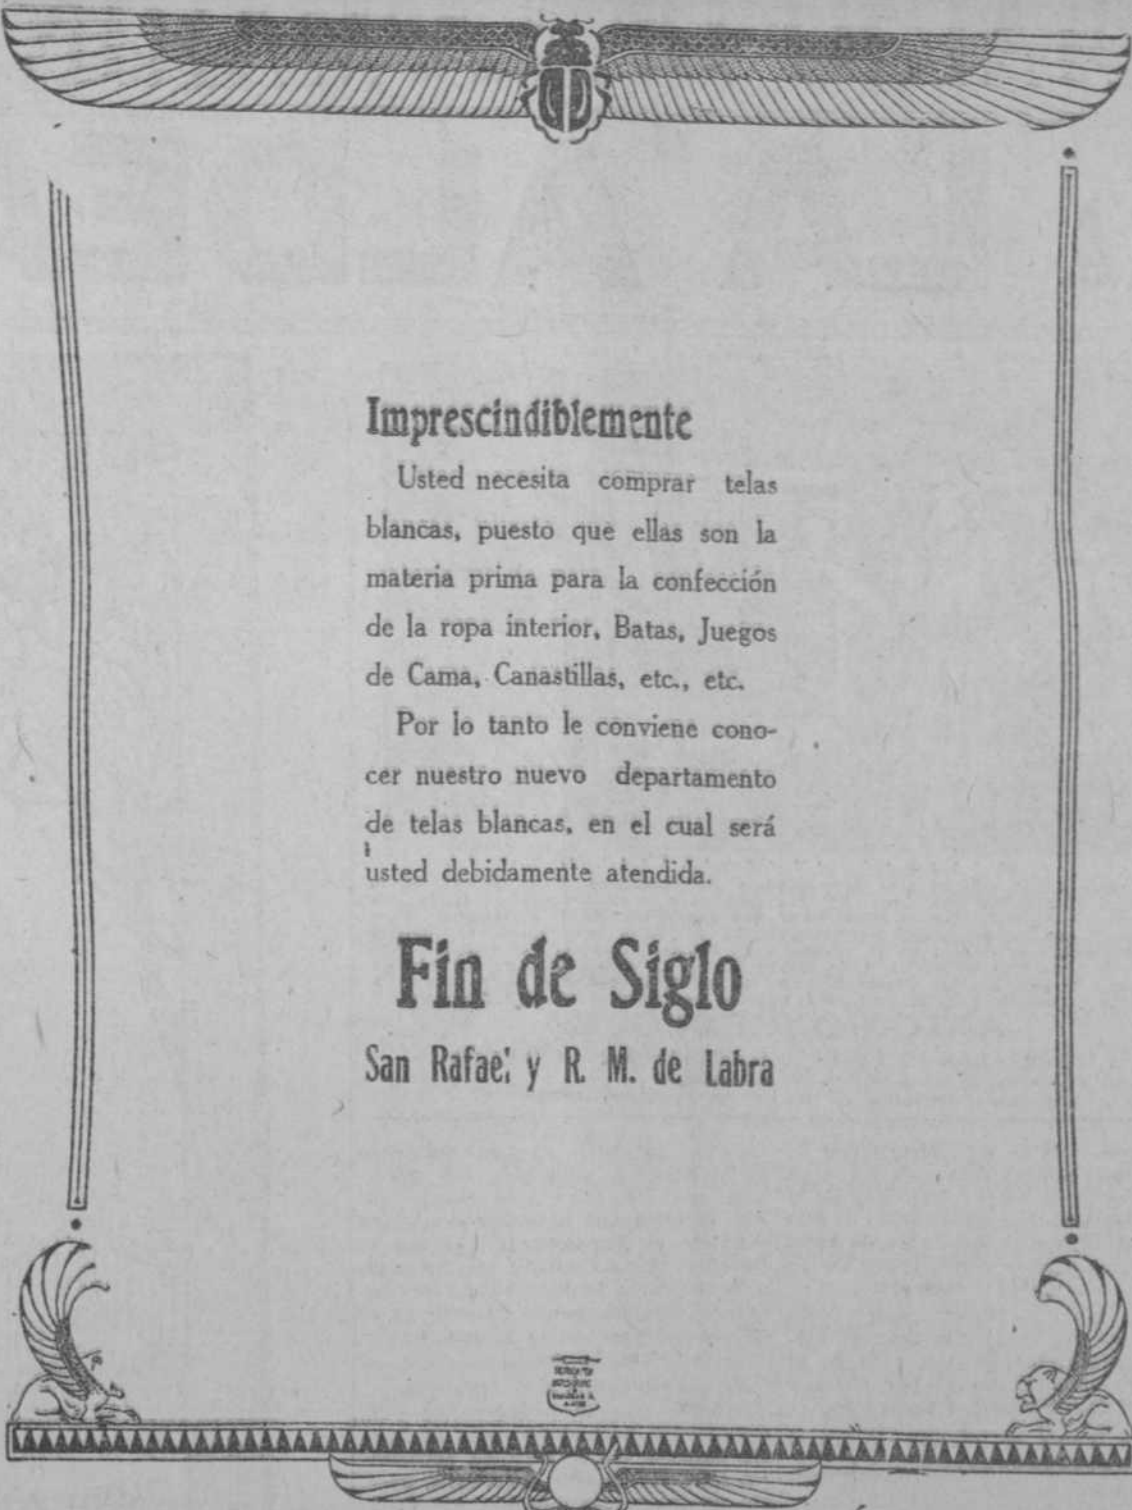 Imprescindiblemente
Usted necesita comprar telas
blancas, puesto que ellas son la
materia prima para la confección
de la ropa interior, Batas, Juegos
de Cama, Canastillas, etc., etc.
Por lo tanto le conviene cono-
cer nuestro nuevo departamento
de telas blancas, en el cual será
usted debidamente atendida.
Fin de Siglo
San Rafael y R. M. de Labra